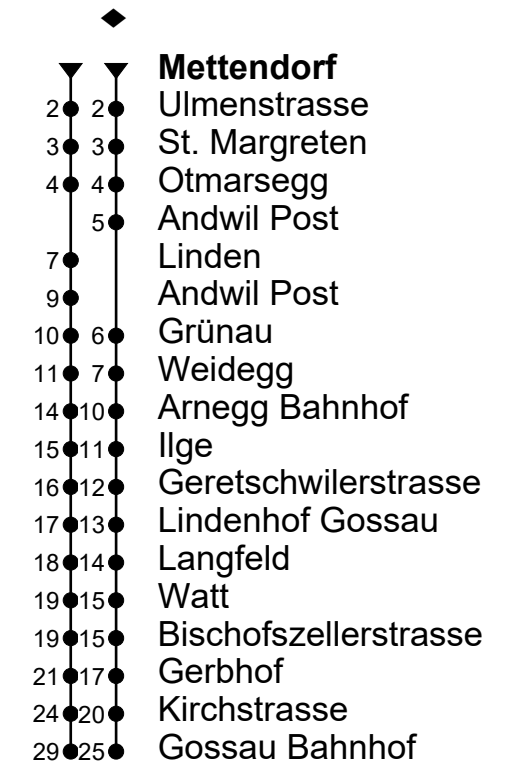 Mettendorf
2 2 Ulmenstrasse
3 3 St. Margreten
4 4 Otmarsegg
5 Andwil Post
7 Linden
9 Andwil Post
10 6 Grünau
11 7 Weidegg
14 10 Arnegg Bahnhof
15 11 Ilge
16 12 Geretschwilerstrasse
17 13 Lindenhof Gossau
18 14 Langfeld
19 15 Watt
19 15 Bischofszellerstrasse
21 17 Gerbhof
24 20 Kirchstrasse
29 25 Gossau Bahnhof